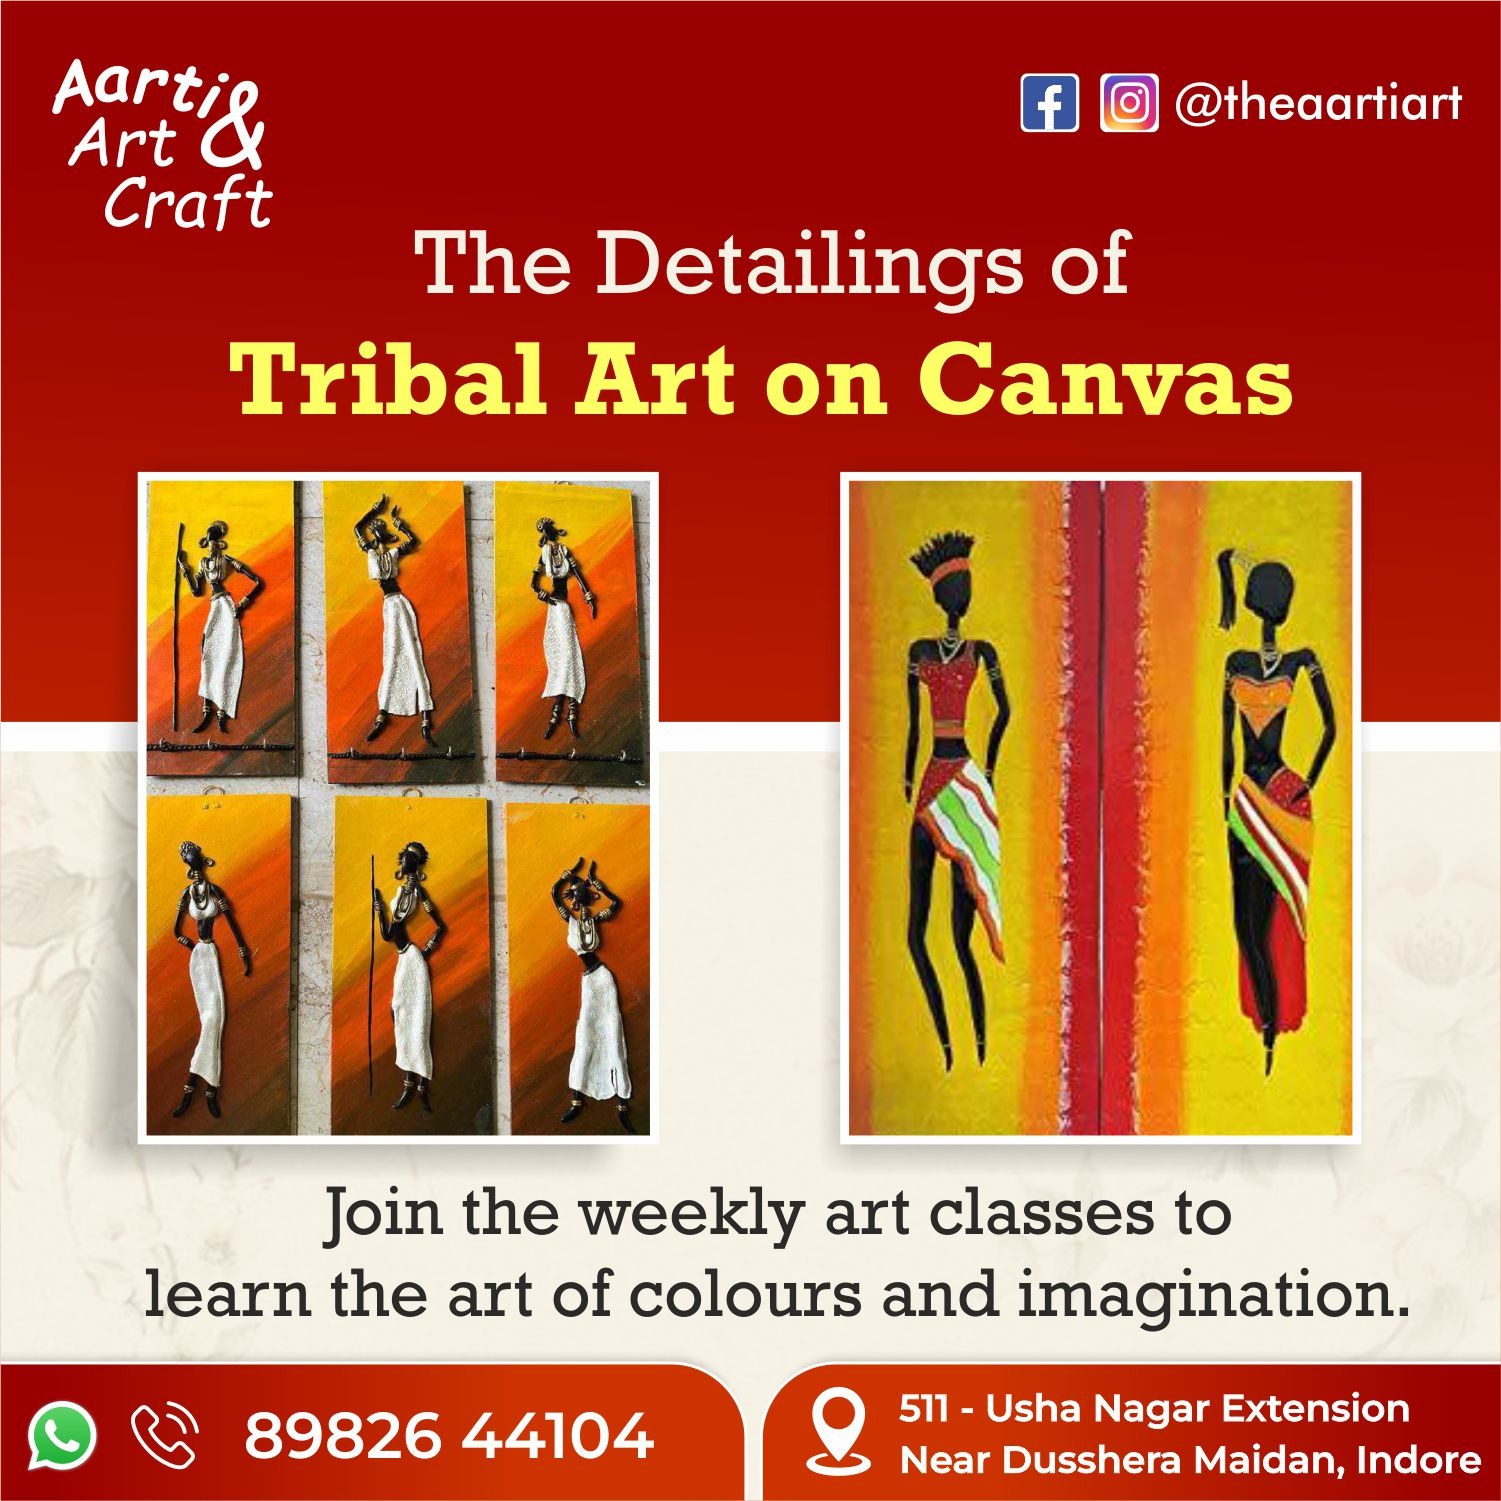 Aarti
Art &
Craft
@theaartiart
The Detailings of
Tribal Art on Canvas
Join the weekly art classes to
learn the art of colours and imagination.
89826 44104
511 - Usha Nagar Extension
Near Dusshera Maidan, Indore